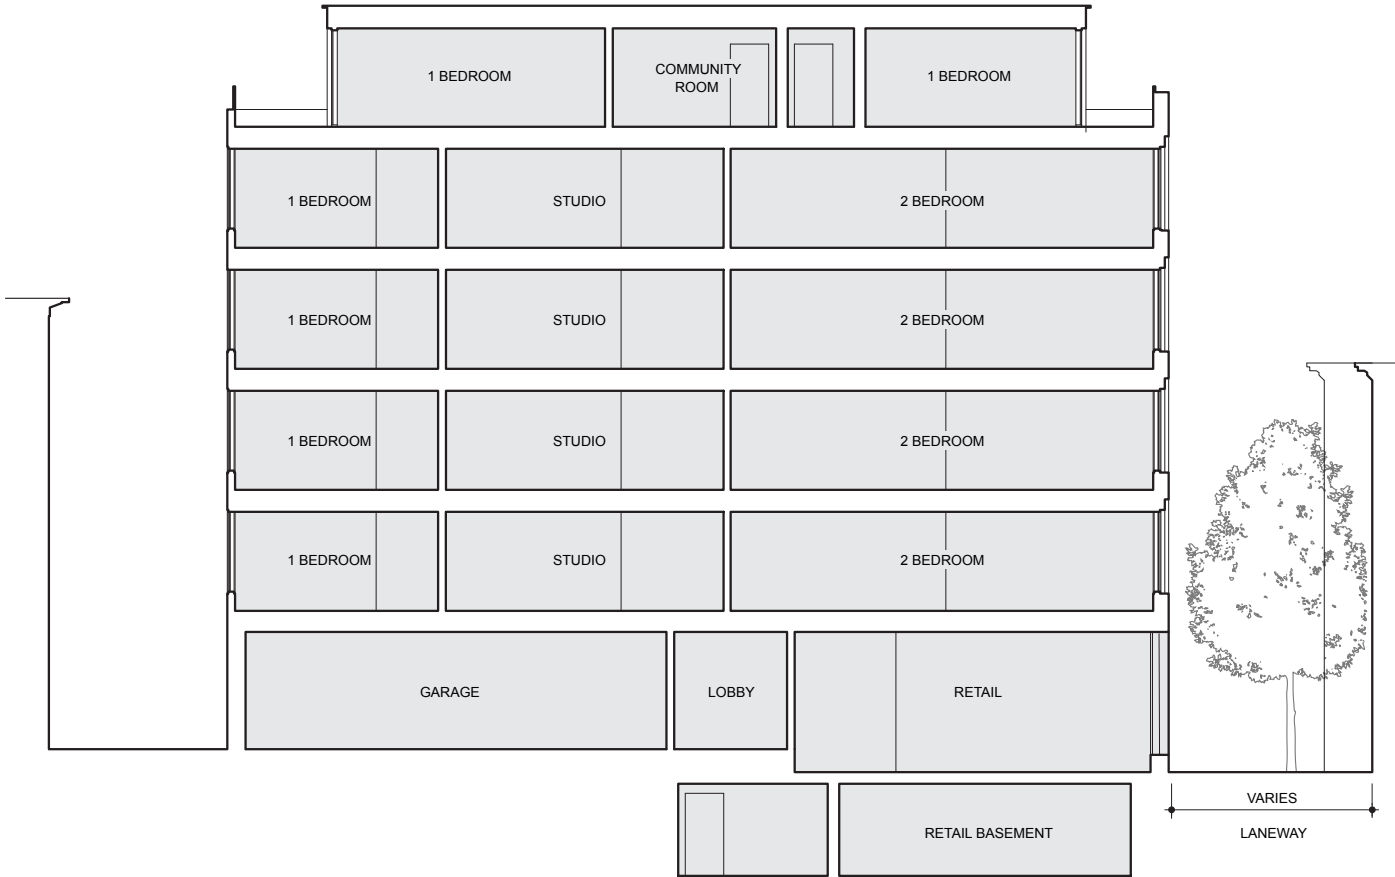 1 BEDROOM
COMMUNITY
ROOM
1 BEDROOM
1 BEDROOM
STUDIO
2 BEDROOM
1 BEDROOM
STUDIO
2 BEDROOM
1 BEDROOM
STUDIO
2 BEDROOM
1 BEDROOM
STUDIO
2 BEDROOM
GARAGE
LOBBY
RETAIL
VARIES
RETAIL BASEMENT
LANEWAY